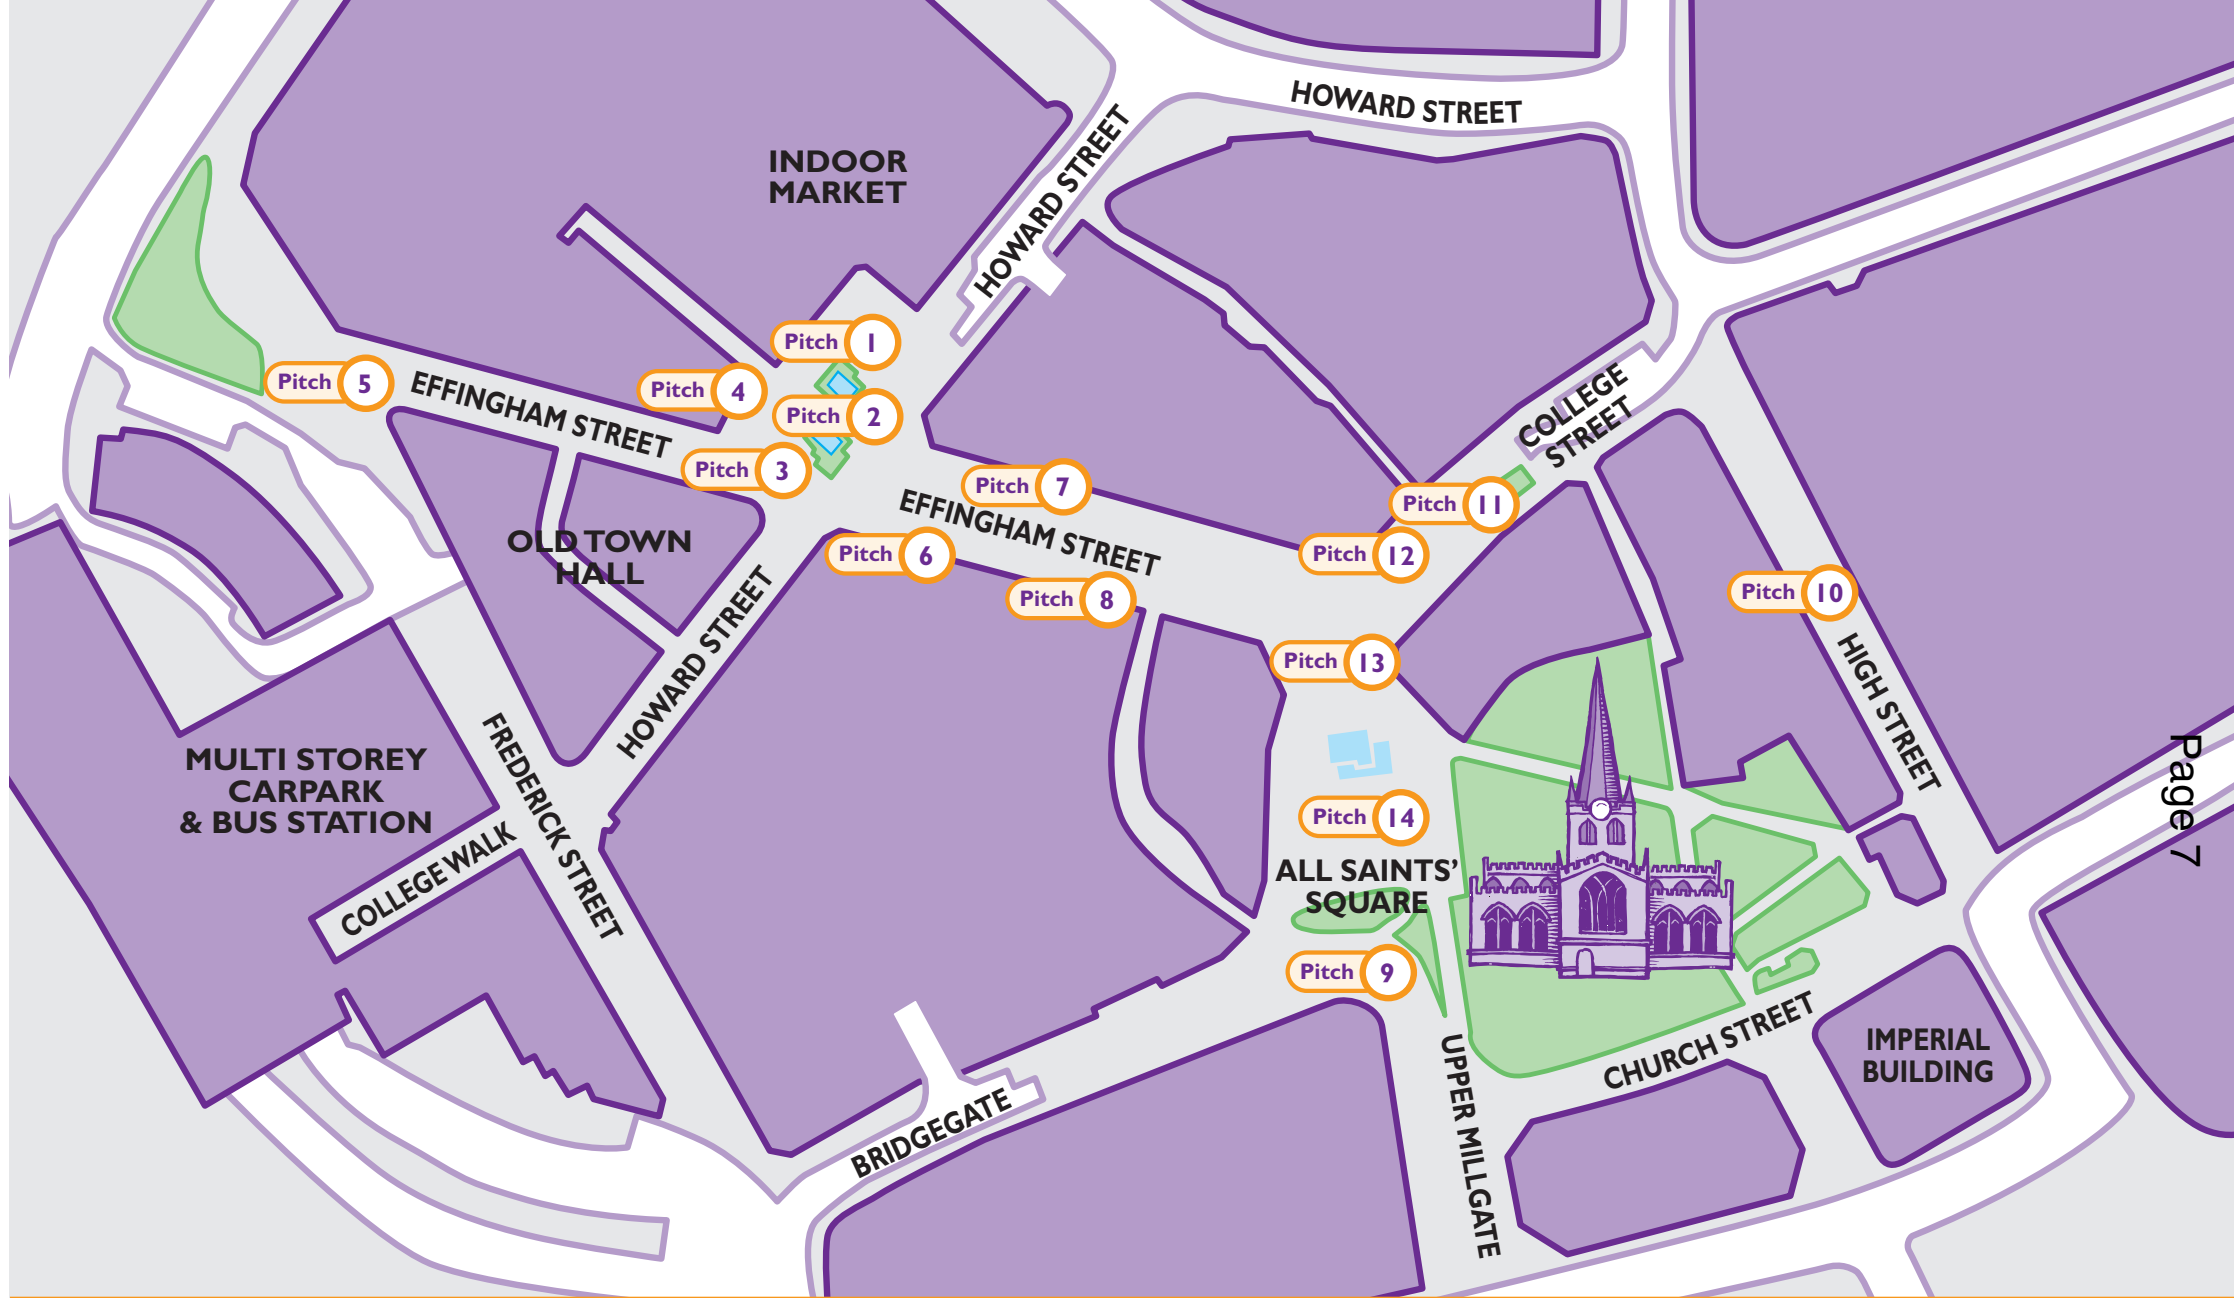 HOWARD STREET
INDOOR
MARKET
HOWARD STREET
Pitch 1
Pitch 5
EFFINGHAM STREET
Pitch 4
Pitch 2
COLLEGE
STREET
Pitch 3
Pitch 7
Pitch 11
EFFINGHAM STREET
OLD TOWN
HALL
Pitch 6
Pitch 12
Pitch 8
Pitch 10
HOWARD STREET
Pitch 13
HIGH STREET
MULTI STOREY
CARPARK
& BUS STATION
FREDERICK STREET
Page 7
Pitch 14
COLLEGE WALK
ALL SAINTS'
SQUARE
Pitch 9
CHURCH STREET
IMPERIAL
BUILDING
UPPER MILLGATE
BRIDGEGATE